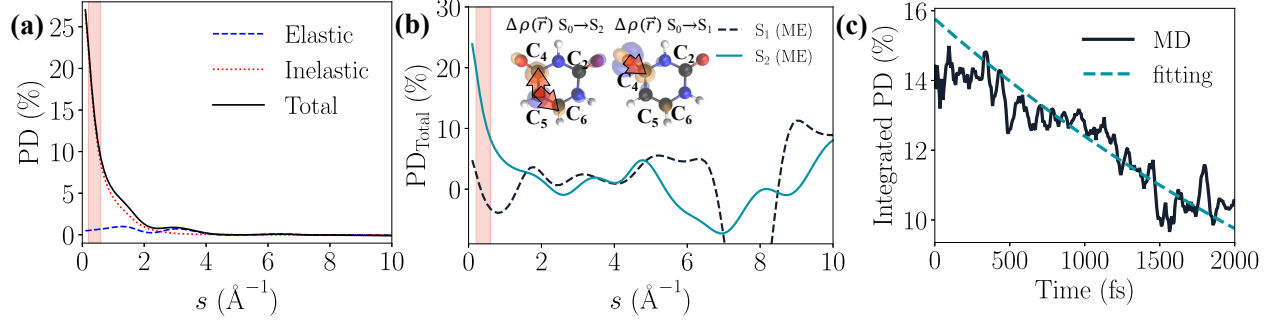 (a)
PD (%)
25
20
15
10
5
0
Elastic
Inelastic
Total
0 2 4 6 8 10
s (Å⁻¹)
(b)
PD_Total (%)
30%
20
10
0
Δρ(r⃗) S₀→S₂ Δρ(r⃗) S₀→S₁
C₄ C₂
C₅ C₆
C₄ C₂
C₅ C₆
S₁ (ME)
S₂ (ME)
0 2 4 6 8 10
s (Å⁻¹)
(c)
Integrated PD (%)
16
14
12
10
MD
fitting
0 500 1000 1500 2000
Time (fs)